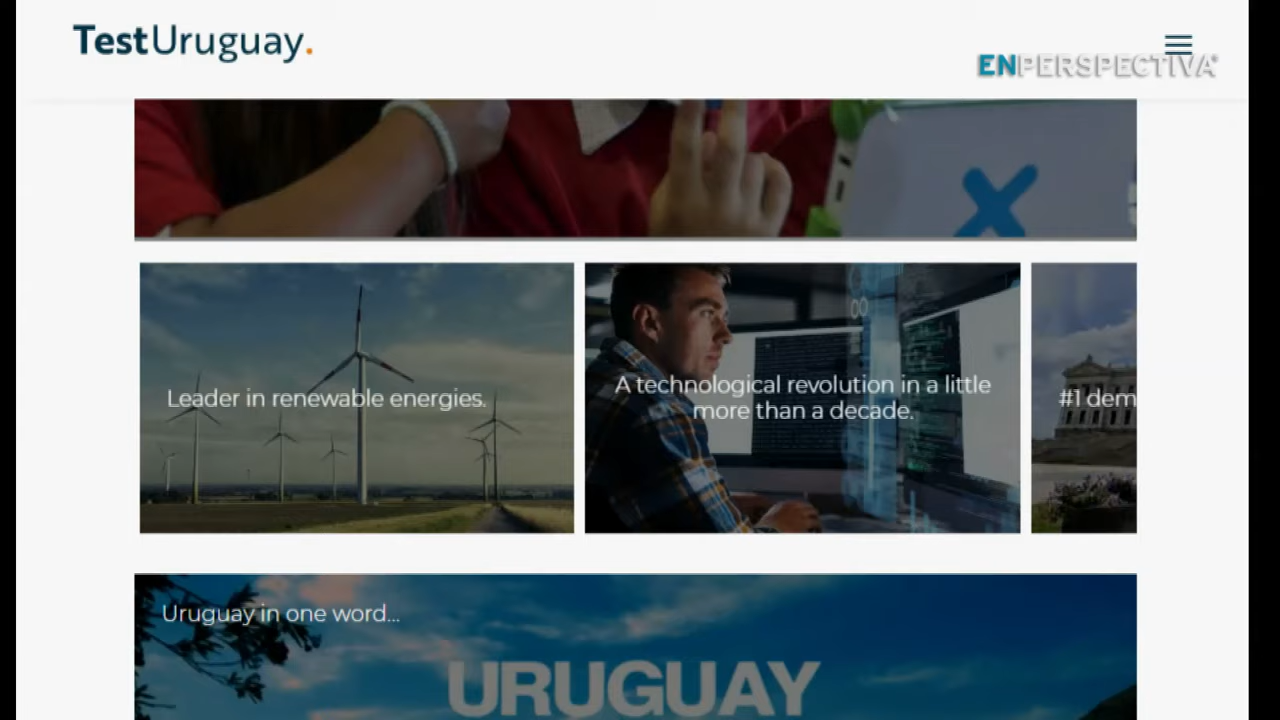 TestUruguay.
ENPERSPECTIVA
Leader in renewable energies.
A technological revolution in a little
more than a decade.
#1 dem
Uruguay in one word...
URUGUAY